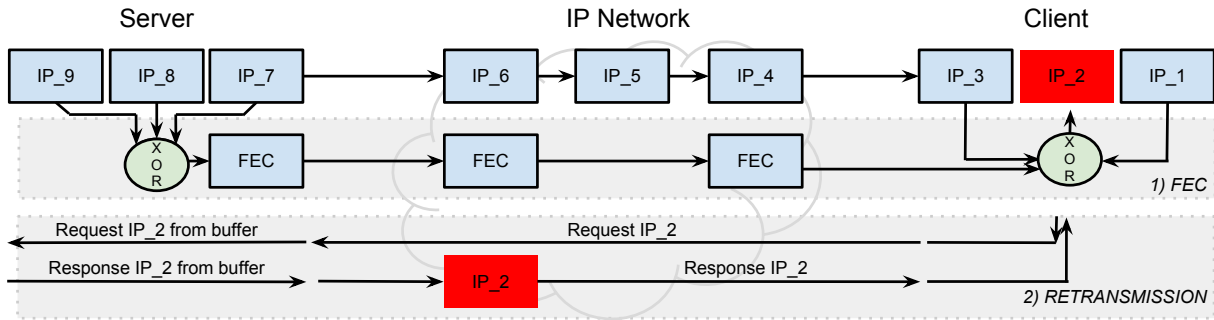 Server
IP Network
Client
IP_9
IP_8
IP_7
IP_6
IP_5
IP_4
IP_3
IP_2
IP_1
X
O
R
FEC
FEC
FEC
X
O
R
1) FEC
Request IP_2 from buffer
Request IP_2
Response IP_2 from buffer
IP_2
Response IP_2
2) RETRANSMISSION